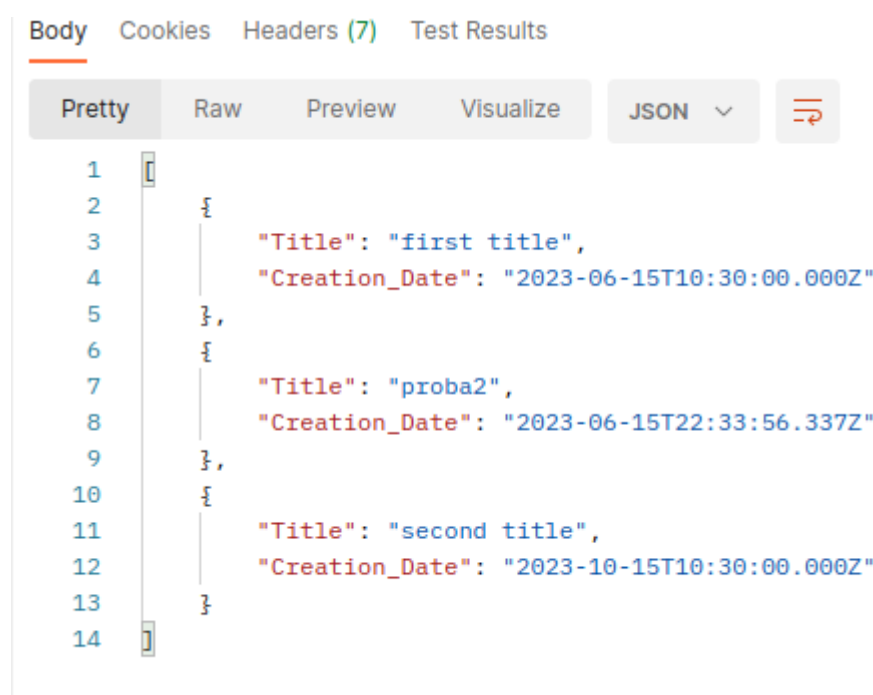 Body Cookies Headers (7) Test Results
Pretty Raw Preview Visualize JSON
1 [
2 {
3 "Title": "first title",
4 "Creation_Date": "2023-06-15T10:30:00.000Z"
5 },
6 {
7 "Title": "proba2",
8 "Creation_Date": "2023-06-15T22:33:56.337Z"
9 },
10 {
11 "Title": "second title",
12 "Creation_Date": "2023-10-15T10:30:00.000Z"
13 }
14 ]